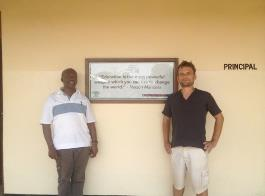 "Education is the most powerful
weapon which you can use to change
the world." - Nelson Mandela
PRINCIPAL